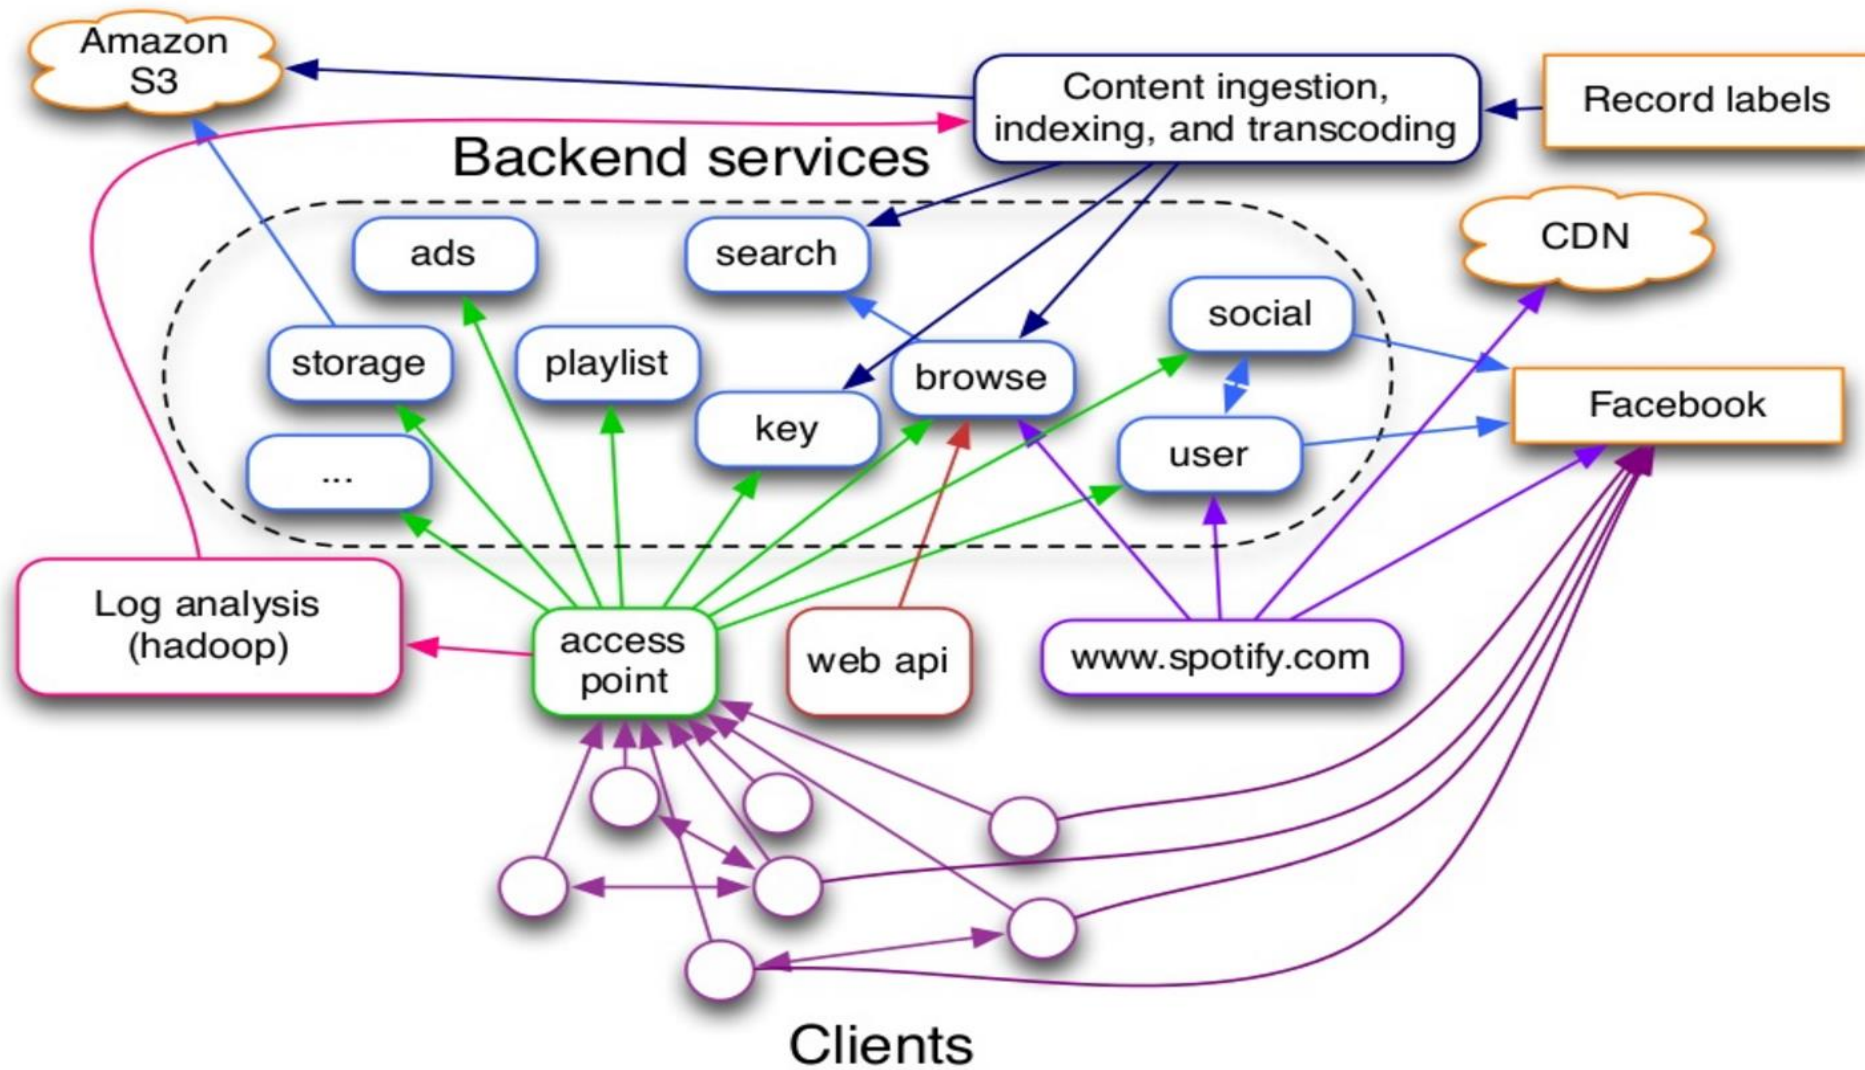 Amazon
S3
Content ingestion,
indexing, and transcoding
Record labels
Backend services
CDN
ads
search
social
storage
playlist
browse
Facebook
key
user
...
Log analysis
(hadoop)
access
point
web api
www.spotify.com
Clients